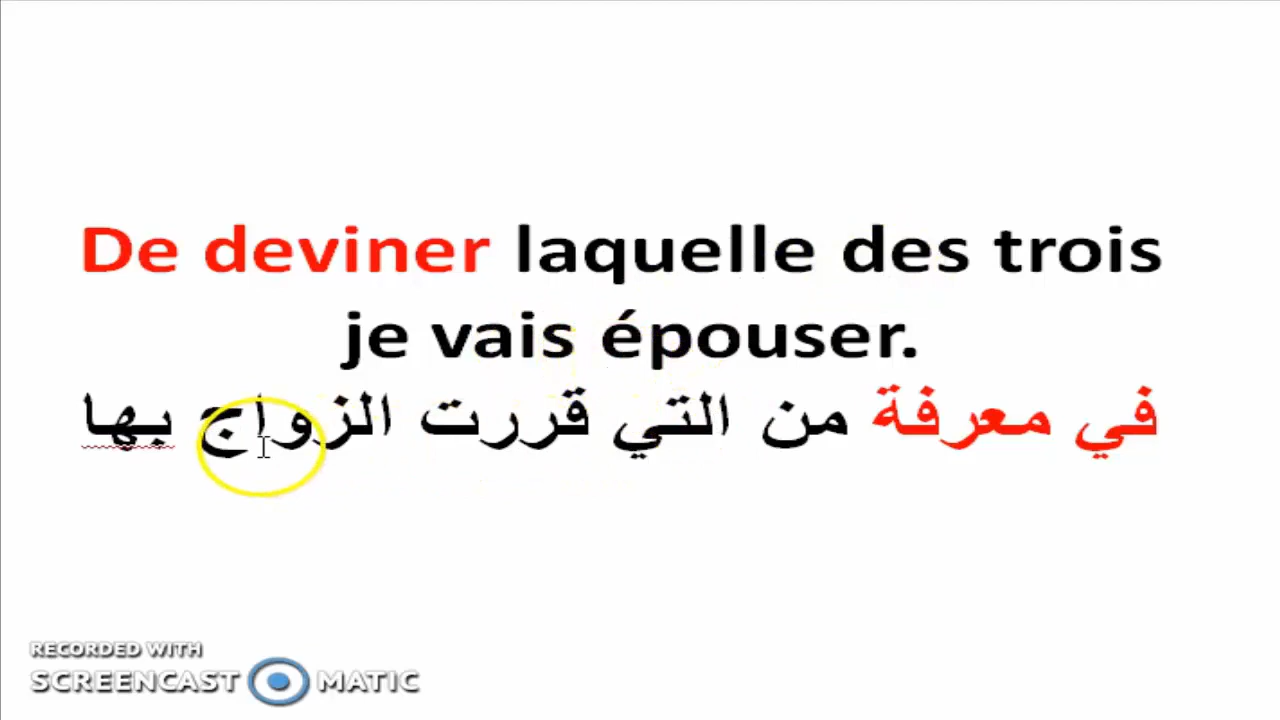 De deviner laquelle des trois
je vais épouser.
في معرفة من التي قررت الزواج بها
RECORDED WITH
SCREENCAST MATIC